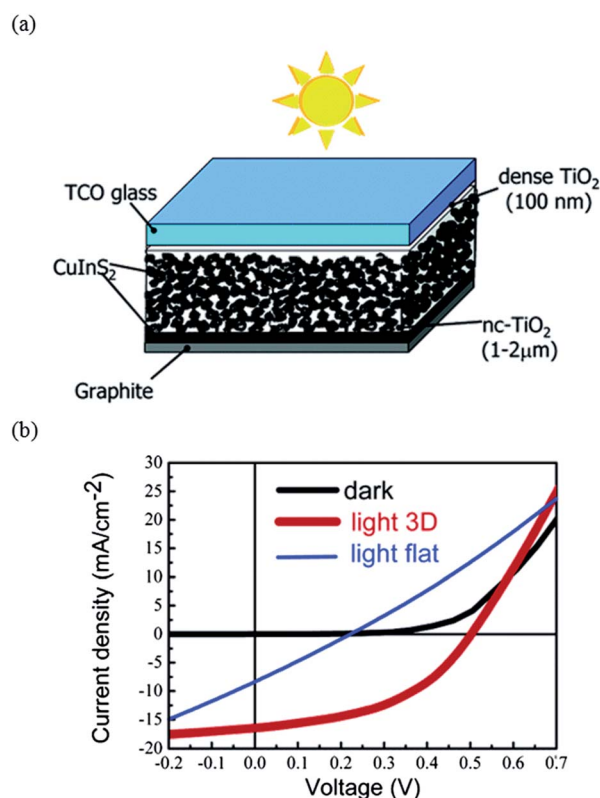 (a)
TCO glass
dense TiO₂
(100 nm)
CuInS₂
nc-TiO₂
(1-2μm)
Graphite
(b)
30
25
20
15
10
5
0
-5
-10
-15
-20
dark
light 3D
light flat
Current density (mA/cm⁻²)
-0.2 -0.1 0.0 0.1 0.2 0.3 0.4 0.5 0.6 0.7
Voltage (V)